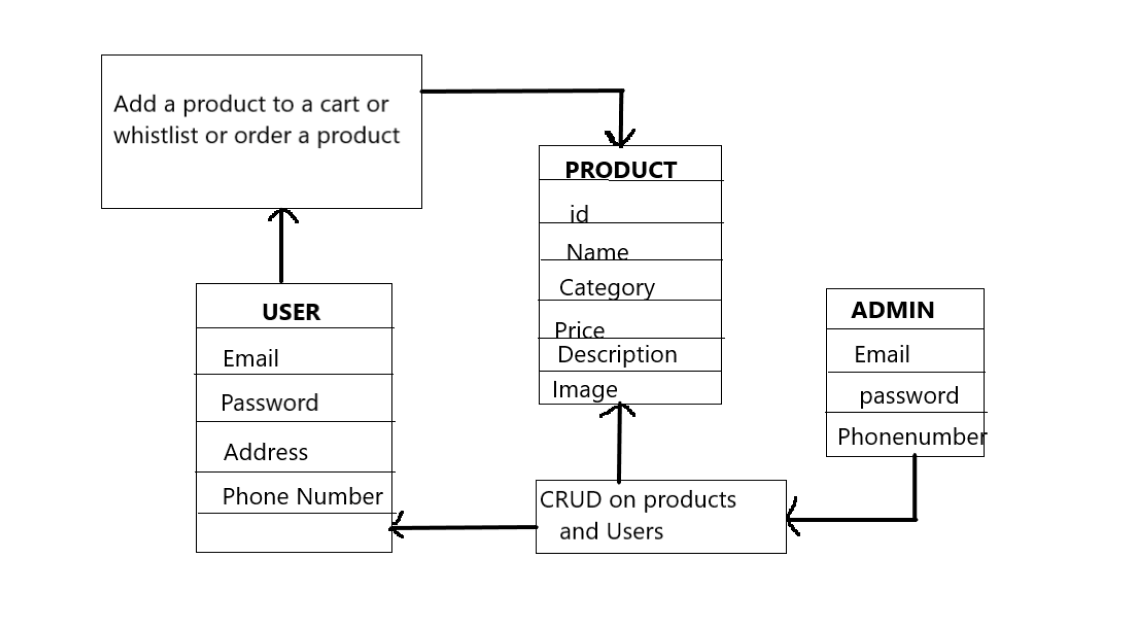 Add a product to a cart or
whistlist or order a product
PRODUCT
id
Name
Category
Price
Description
Image
USER
Email
Password
Address
Phone Number
ADMIN
Email
password
Phonenumber
CRUD on products
and Users